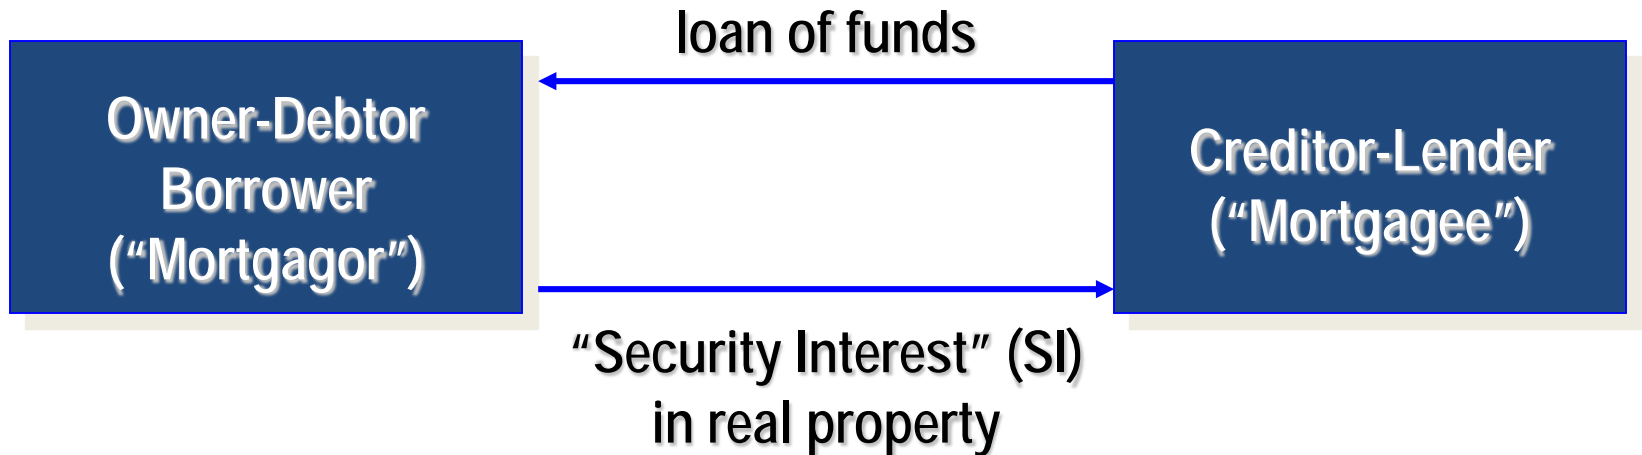 loan of funds
Owner-Debtor
Borrower
(“Mortgagor”)
Creditor-Lender
(“Mortgagee”)
“Security Interest” (SI)
in real property